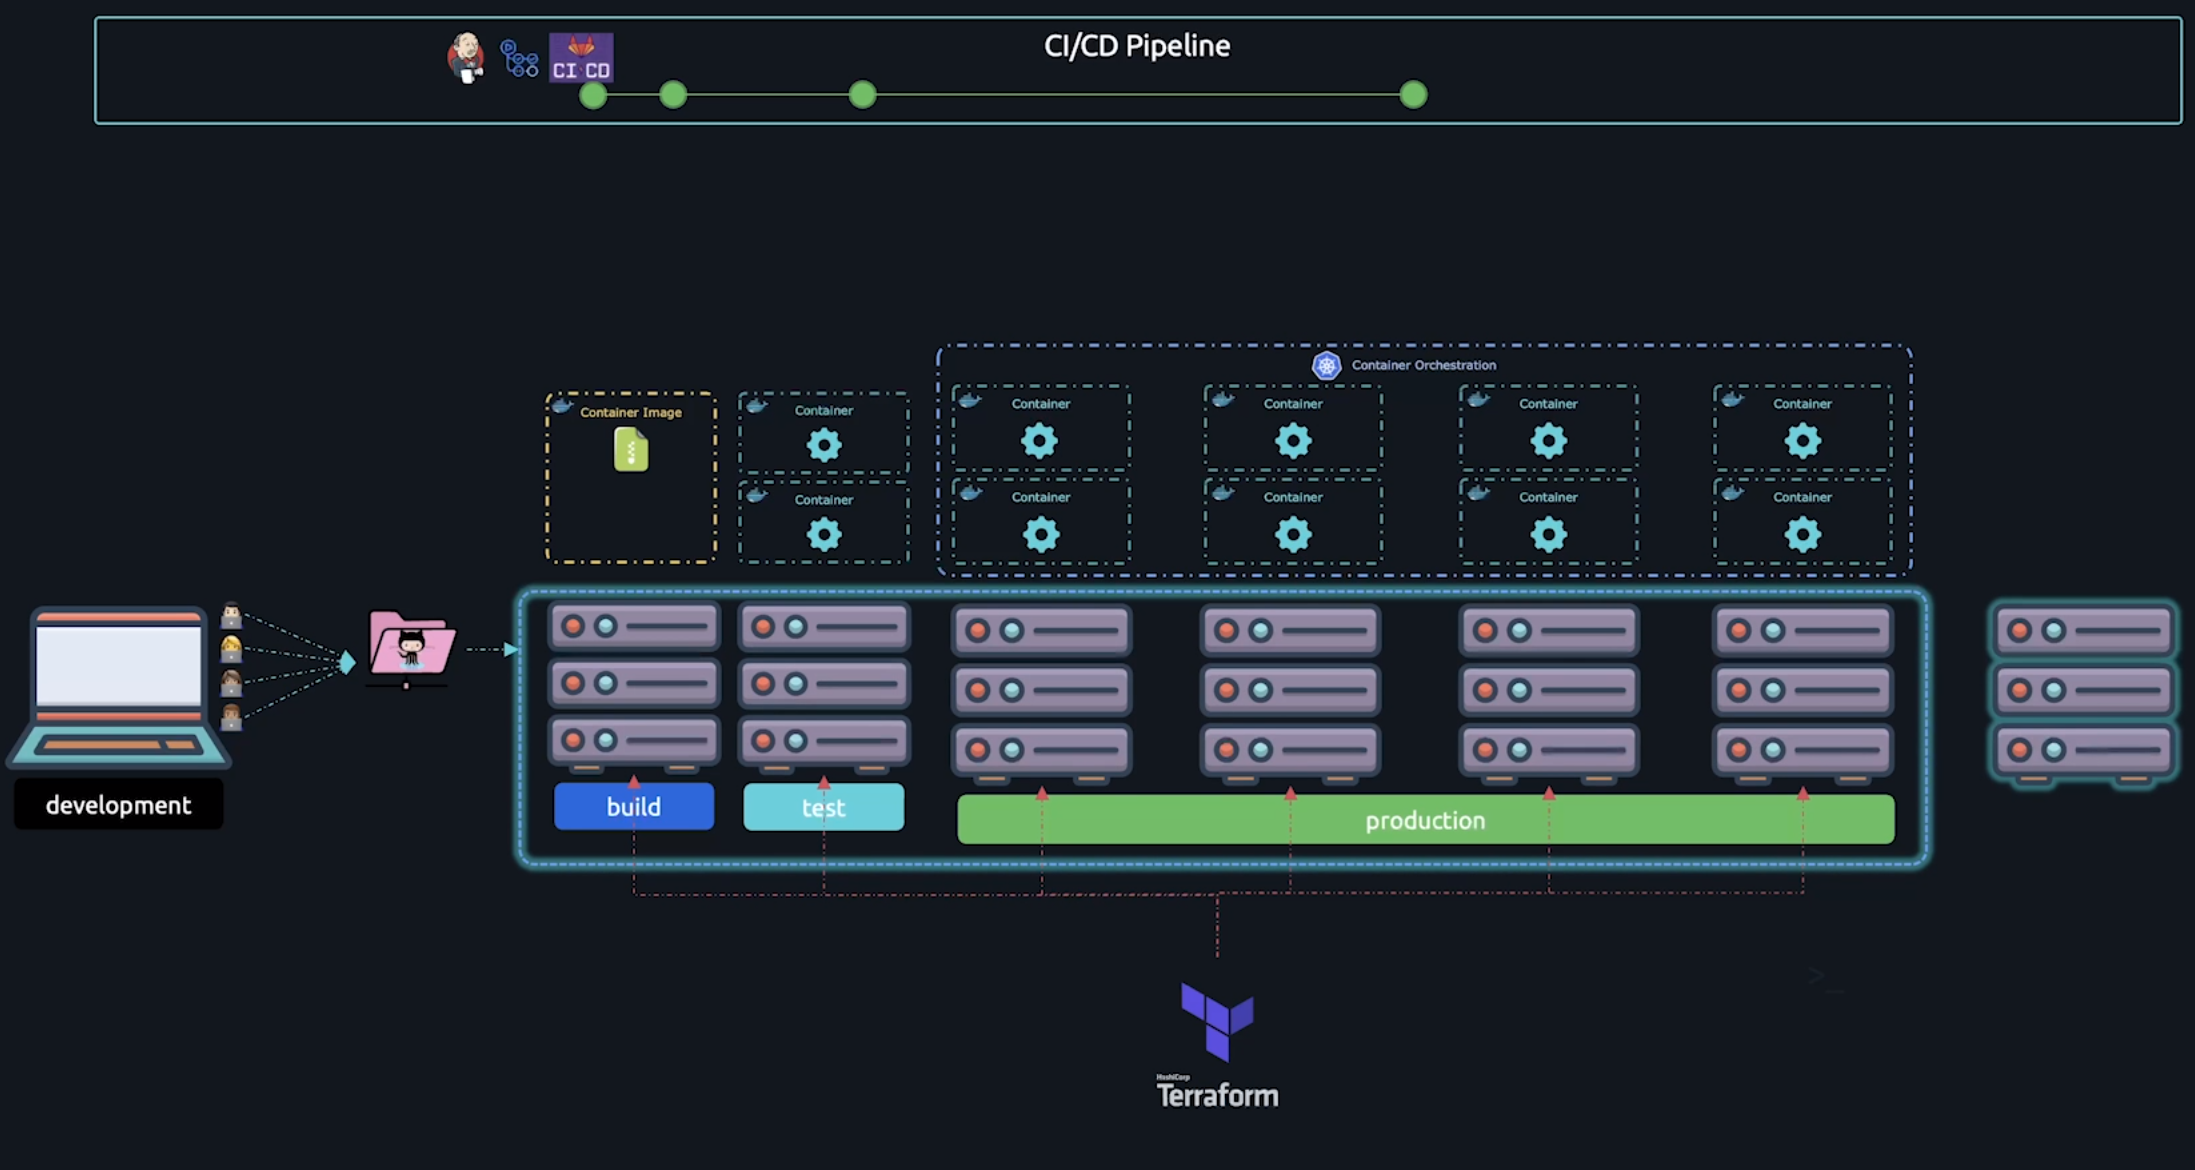 CI/CD Pipeline
CI CD
Container Orchestration
Container Image
Container
Container
Container
Container
Container
Container
Container
Container
Container
Container
development
build
test
production
>_
HashiCorp
Terraform